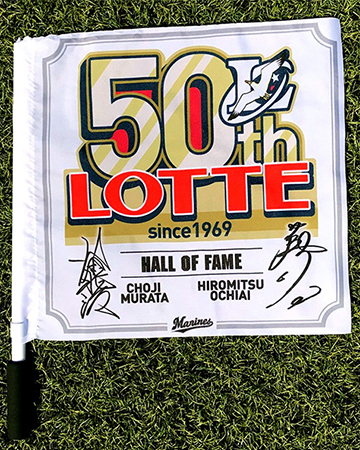 50th
LOTTE
since1969
HALL OF FAME
CHOJI
MURATA
HIROMITSU
OCHIAI
Marines